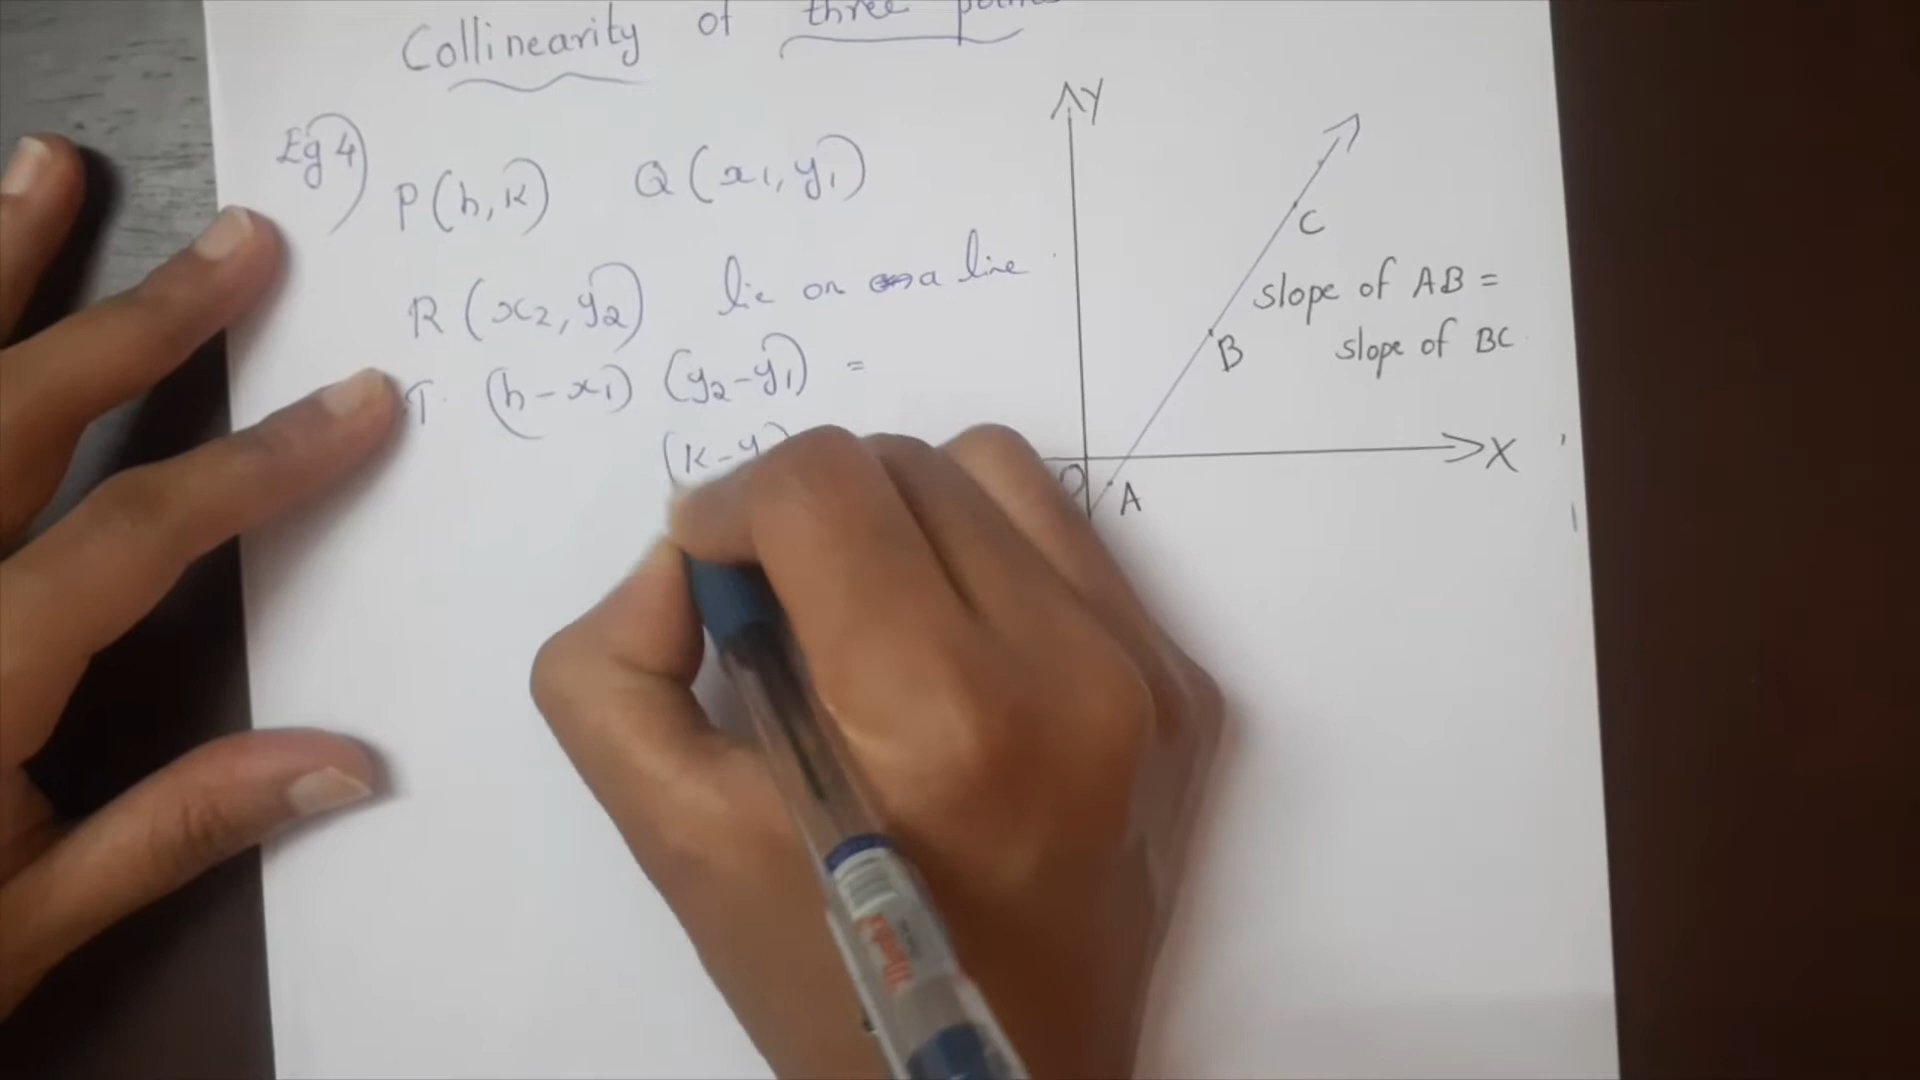 Collinearity of three
Eg 4)
P(h,k) Q(x1,y1)
R(x2,y2) lie on a line
T. (h-x1) (y2-y1) =
(k-y
Y
C
slope of AB =
slope of BC
B
X
O
A